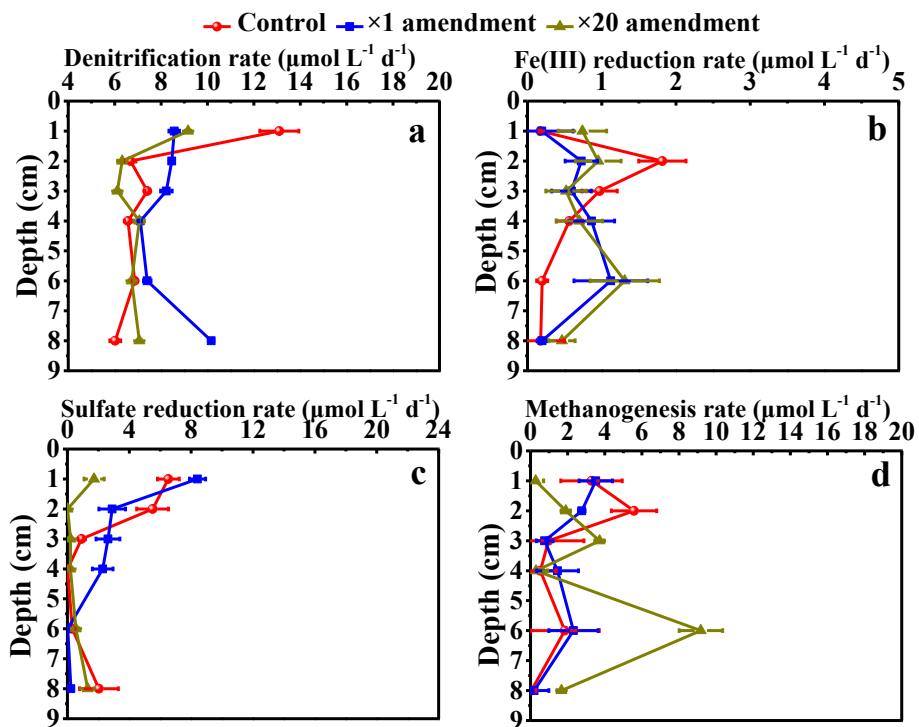 Control ×1 amendment ×20 amendment
Denitrification rate (μmol L⁻¹ d⁻¹)
4 6 8 10 12 14 16 18 20
0
1
2
3
4
5
6
7
8
9
Depth (cm)
a
Fe(III) reduction rate (μmol L⁻¹ d⁻¹)
0 1 2 3 4 5
0
1
2
3
4
5
6
7
8
9
Depth (cm)
b
Sulfate reduction rate (μmol L⁻¹ d⁻¹)
0 4 8 12 16 20 24
0
1
2
3
4
5
6
7
8
9
Depth (cm)
c
Methanogenesis rate (μmol L⁻¹ d⁻¹)
0 2 4 6 8 10 12 14 16 18 20
0
1
2
3
4
5
6
7
8
9
Depth (cm)
d